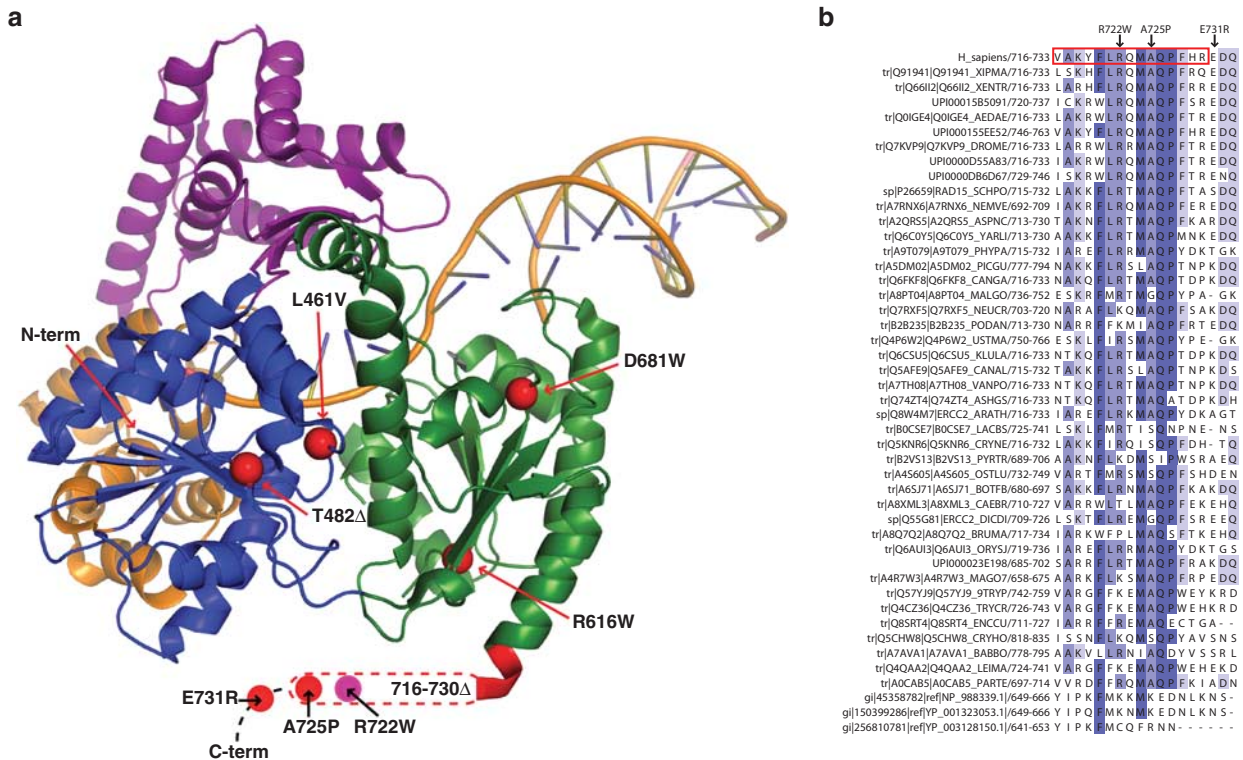 a
L461V
N-term
D681W
T482Δ
R616W
716-730Δ
E731R
A725P
R722W
C-term
b
R722W A725P E731R
H_sapiens/716-733 V A K Y F L R Q M A Q P F H R E D Q
tr|Q91941|Q91941_XIPMA/716-733 L S K H F L R Q M A Q P F R Q E D Q
tr|Q66II2|Q66II2_XENTR/716-733 L A R H F L R Q M A Q P F R R E D Q
UPI00015B5091/720-737 I C K R W L R Q M A Q P F R R E D Q
tr|Q0IGE4|Q0IGE4_AEDAE/716-733 L A K R W L R Q M A Q P F T R E D Q
UPI000155EE52/746-763 V A K Y F L R Q M A Q P F H R E D Q
tr|Q7KVP9|Q7KVP9_DROME/716-733 L A R R W L R R M A Q P F T R E D Q
UPI0000D55A83/716-733 I A K R W L R Q M A Q P F T R E D Q
UPI0000DB6D67/729-746 I S K R W L R Q M A Q P F T R E N Q
sp|P26659|RAD15_SCHPO/715-732 L A K K F L R T M A Q P F T A S D Q
tr|A7RNX6|A7RNX6_NEMVE/692-709 I A K R F L R Q M A Q P F E R E D Q
tr|A2QRS5|A2QRS5_ASPNC/713-730 T A K N F L R T M A Q P F K A R D Q
tr|Q6C0Y5|Q6C0Y5_YARLI/713-730 A A K K F L R T M A Q P M N K E D Q
tr|A9T079|A9T079_PHYPA/715-732 I A R E F L R R M A Q P Y D K T G K
tr|A5DM02|A5DM02_PICGU/777-794 N A K K F L R S L A Q P T N P K D Q
tr|Q6FKF8|Q6FKF8_CANGA/716-733 N A K Q F L R T M A Q P T D P K D Q
tr|A8PT04|A8PT04_MALGO/736-752 E S K R F M R T M G Q P Y P A - G K
tr|Q7RXF5|Q7RXF5_NEUCR/703-720 N A R A F L K Q M A Q P F S A K D Q
tr|B2B235|B2B235_PODAN/713-730 N A R R F F K M I A Q P F R T E D Q
tr|Q4P6W2|Q4P6W2_USTMA/750-766 E S K L F I R S M A Q P Y P E - G K
tr|Q6CSU5|Q6CSU5_KLULA/716-733 N T K Q F L R T M A Q P T D P K D Q
tr|Q5AFE9|Q5AFE9_CANAL/715-732 T A K K F L R S L A Q P T N P K D S
tr|A7TH08|A7TH08_VANPO/716-733 N T K Q F L R T M A Q P T D P K D Q
tr|Q74ZT4|Q74ZT4_ASHGS/716-733 N T K Q F L R T M A Q A T D P K D H
sp|Q8W4M7|ERCC2_ARATH/716-733 I A R E F L R K M A Q P Y D K A G T
tr|B0CSE7|B0CSE7_LACBS/725-741 L S K L F M R T I S Q N P N E - N S
tr|Q5KNR6|Q5KNR6_CRYNE/716-732 L A K K F I R Q I S Q P F D H - T Q
tr|B2VS13|B2VS13_PYRTR/689-706 A A K N F L K D M S I P W S R A E Q
tr|A4S605|A4S605_OSTLU/732-749 V A R T F M R S M S Q P F S H D E N
tr|A6SJ71|A6SJ71_BOTFB/680-697 S A K K F L R N M A Q P F K A K D Q
tr|A8XML3|A8XML3_CAEBR/710-727 V A R R W L T L M A Q P F E K E H Q
sp|Q55G81|ERCC2_DICDI/709-726 L S K T F L R E M G Q P F S R E E Q
tr|A8Q7Q2|A8Q7Q2_BRUMA/717-734 I A R K W F P L M A Q S F T K E H Q
tr|Q6AUI3|Q6AUI3_ORYSJ/719-736 I A R E F L R R M A Q P Y D K T G S
UPI000023E198/685-702 S A R R F L R T M A Q P F R A K D Q
tr|A4R7W3|A4R7W3_MAGO7/658-675 A A R K F L K S M A Q P F R P E D Q
tr|Q57YJ9|Q57YJ9_9TRYP/742-759 V A R G F F K E M A Q P W E Y K R D
tr|Q4CZ36|Q4CZ36_TRYCR/726-743 V A R G F F K E M A Q P W E H K R D
tr|Q8SRT4|Q8SRT4_ENCCU/711-727 I A R R F F R E M A Q E C T G A - -
tr|Q5CHW8|Q5CHW8_CRYHO/818-835 I S S N F L K Q M S Q P Y A V S N S
tr|A7AVA1|A7AVA1_BABBO/778-795 A A K V L L R N I A Q D Y V S S R L
tr|Q4QAA2|Q4QAA2_LEIMA/724-741 V A R G F F K E M A Q P W E H E K D
tr|A0CAB5|A0CAB5_PARTE/697-714 V V R D F F R Q M A Q P F K I A D N
gi|45358782|ref|NP_988339.1|/649-666 Y I P K F M K K M K E D N L K N S -
gi|150399286|ref|YP_001323053.1|/649-666 Y I P Q F M K N M K E D N L K N S -
gi|256810781|ref|YP_003128150.1|/641-653 Y I P K F M C Q F R N N - - - - - -